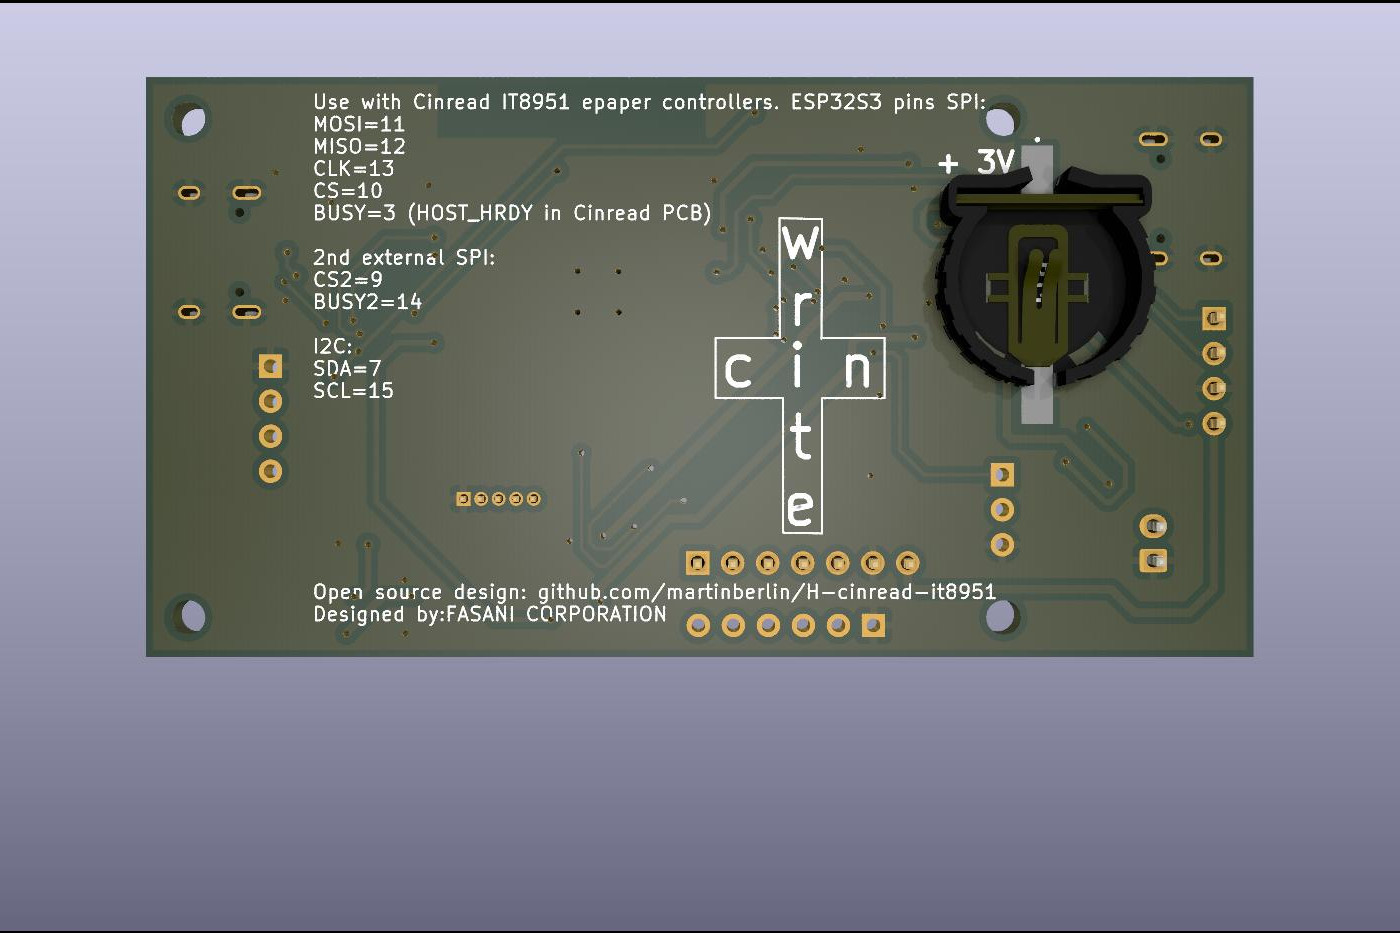 Use with Cinread IT8951 epaper controllers. ESP32S3 pins SPI:
MOSI=11
MISO=12
CLK=13
CS=10
BUSY=3 (HOST_HRDY in Cinread PCB)
2nd external SPI:
CS2=9
BUSY2=14
I2C:
SDA=7
SCL=15
+ 3V
w
r
c i n
t
e
Open source design: github.com/martinberlin/H-cinread-it8951
Designed by:FASANI CORPORATION